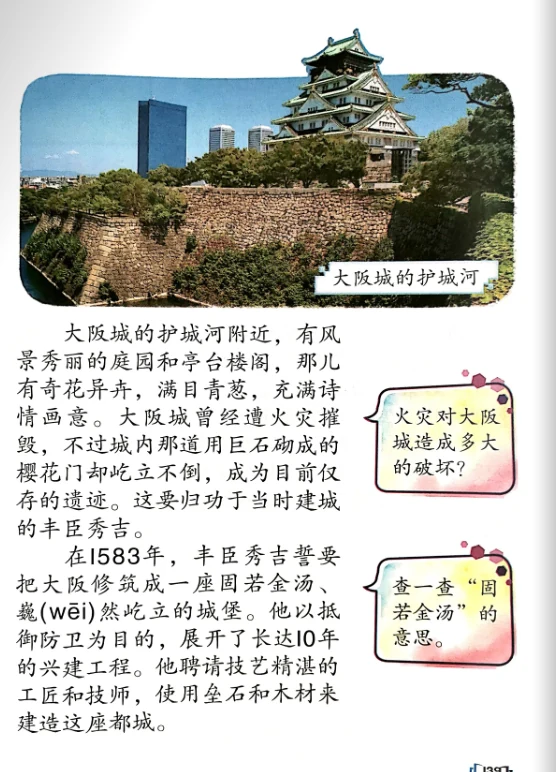 大阪城的护城河
大阪城的护城河附近，有风
景秀丽的庭园和亭台楼阁，那儿
有奇花异卉，满目青葱，充满诗
情画意。大阪城曾经遭火灾摧
毁，不过城内那道用巨石砌成的
樱花门却屹立不倒，成为目前仅
存的遗迹。这要归功于当时建城
的丰臣秀吉。
在1583年，丰臣秀吉誓要
把大阪修筑成一座固若金汤、
巍(wēi)然屹立的城堡。他以抵
御防卫为目的，展开了长达10年
的兴建工程。他聘请技艺精湛的
工匠和技师，使用垒石和木材来
建造这座都城。
火灾对大阪
城造成多大
的破坏？
查一查“固
若金汤”的
意思。